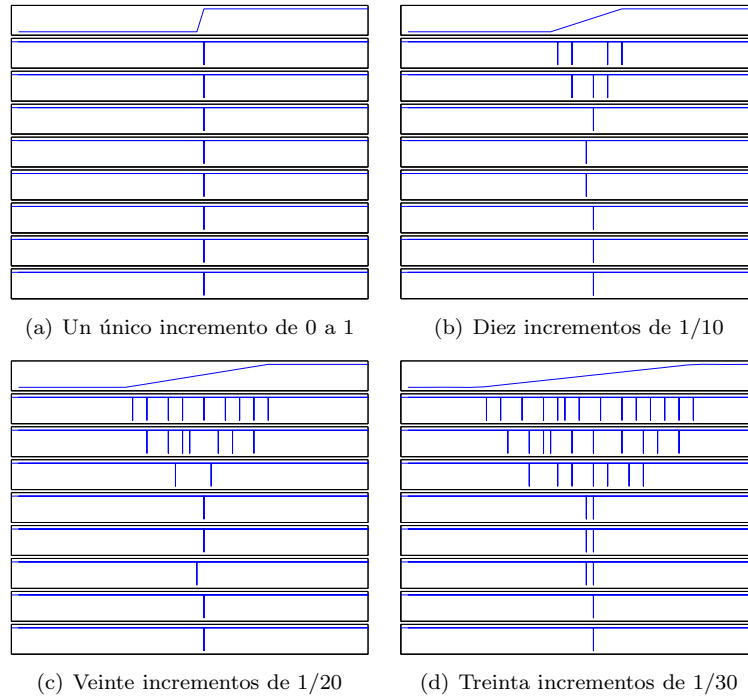 (a) Un único incremento de 0 a 1
(b) Diez incrementos de 1/10
(c) Veinte incrementos de 1/20
(d) Treinta incrementos de 1/30